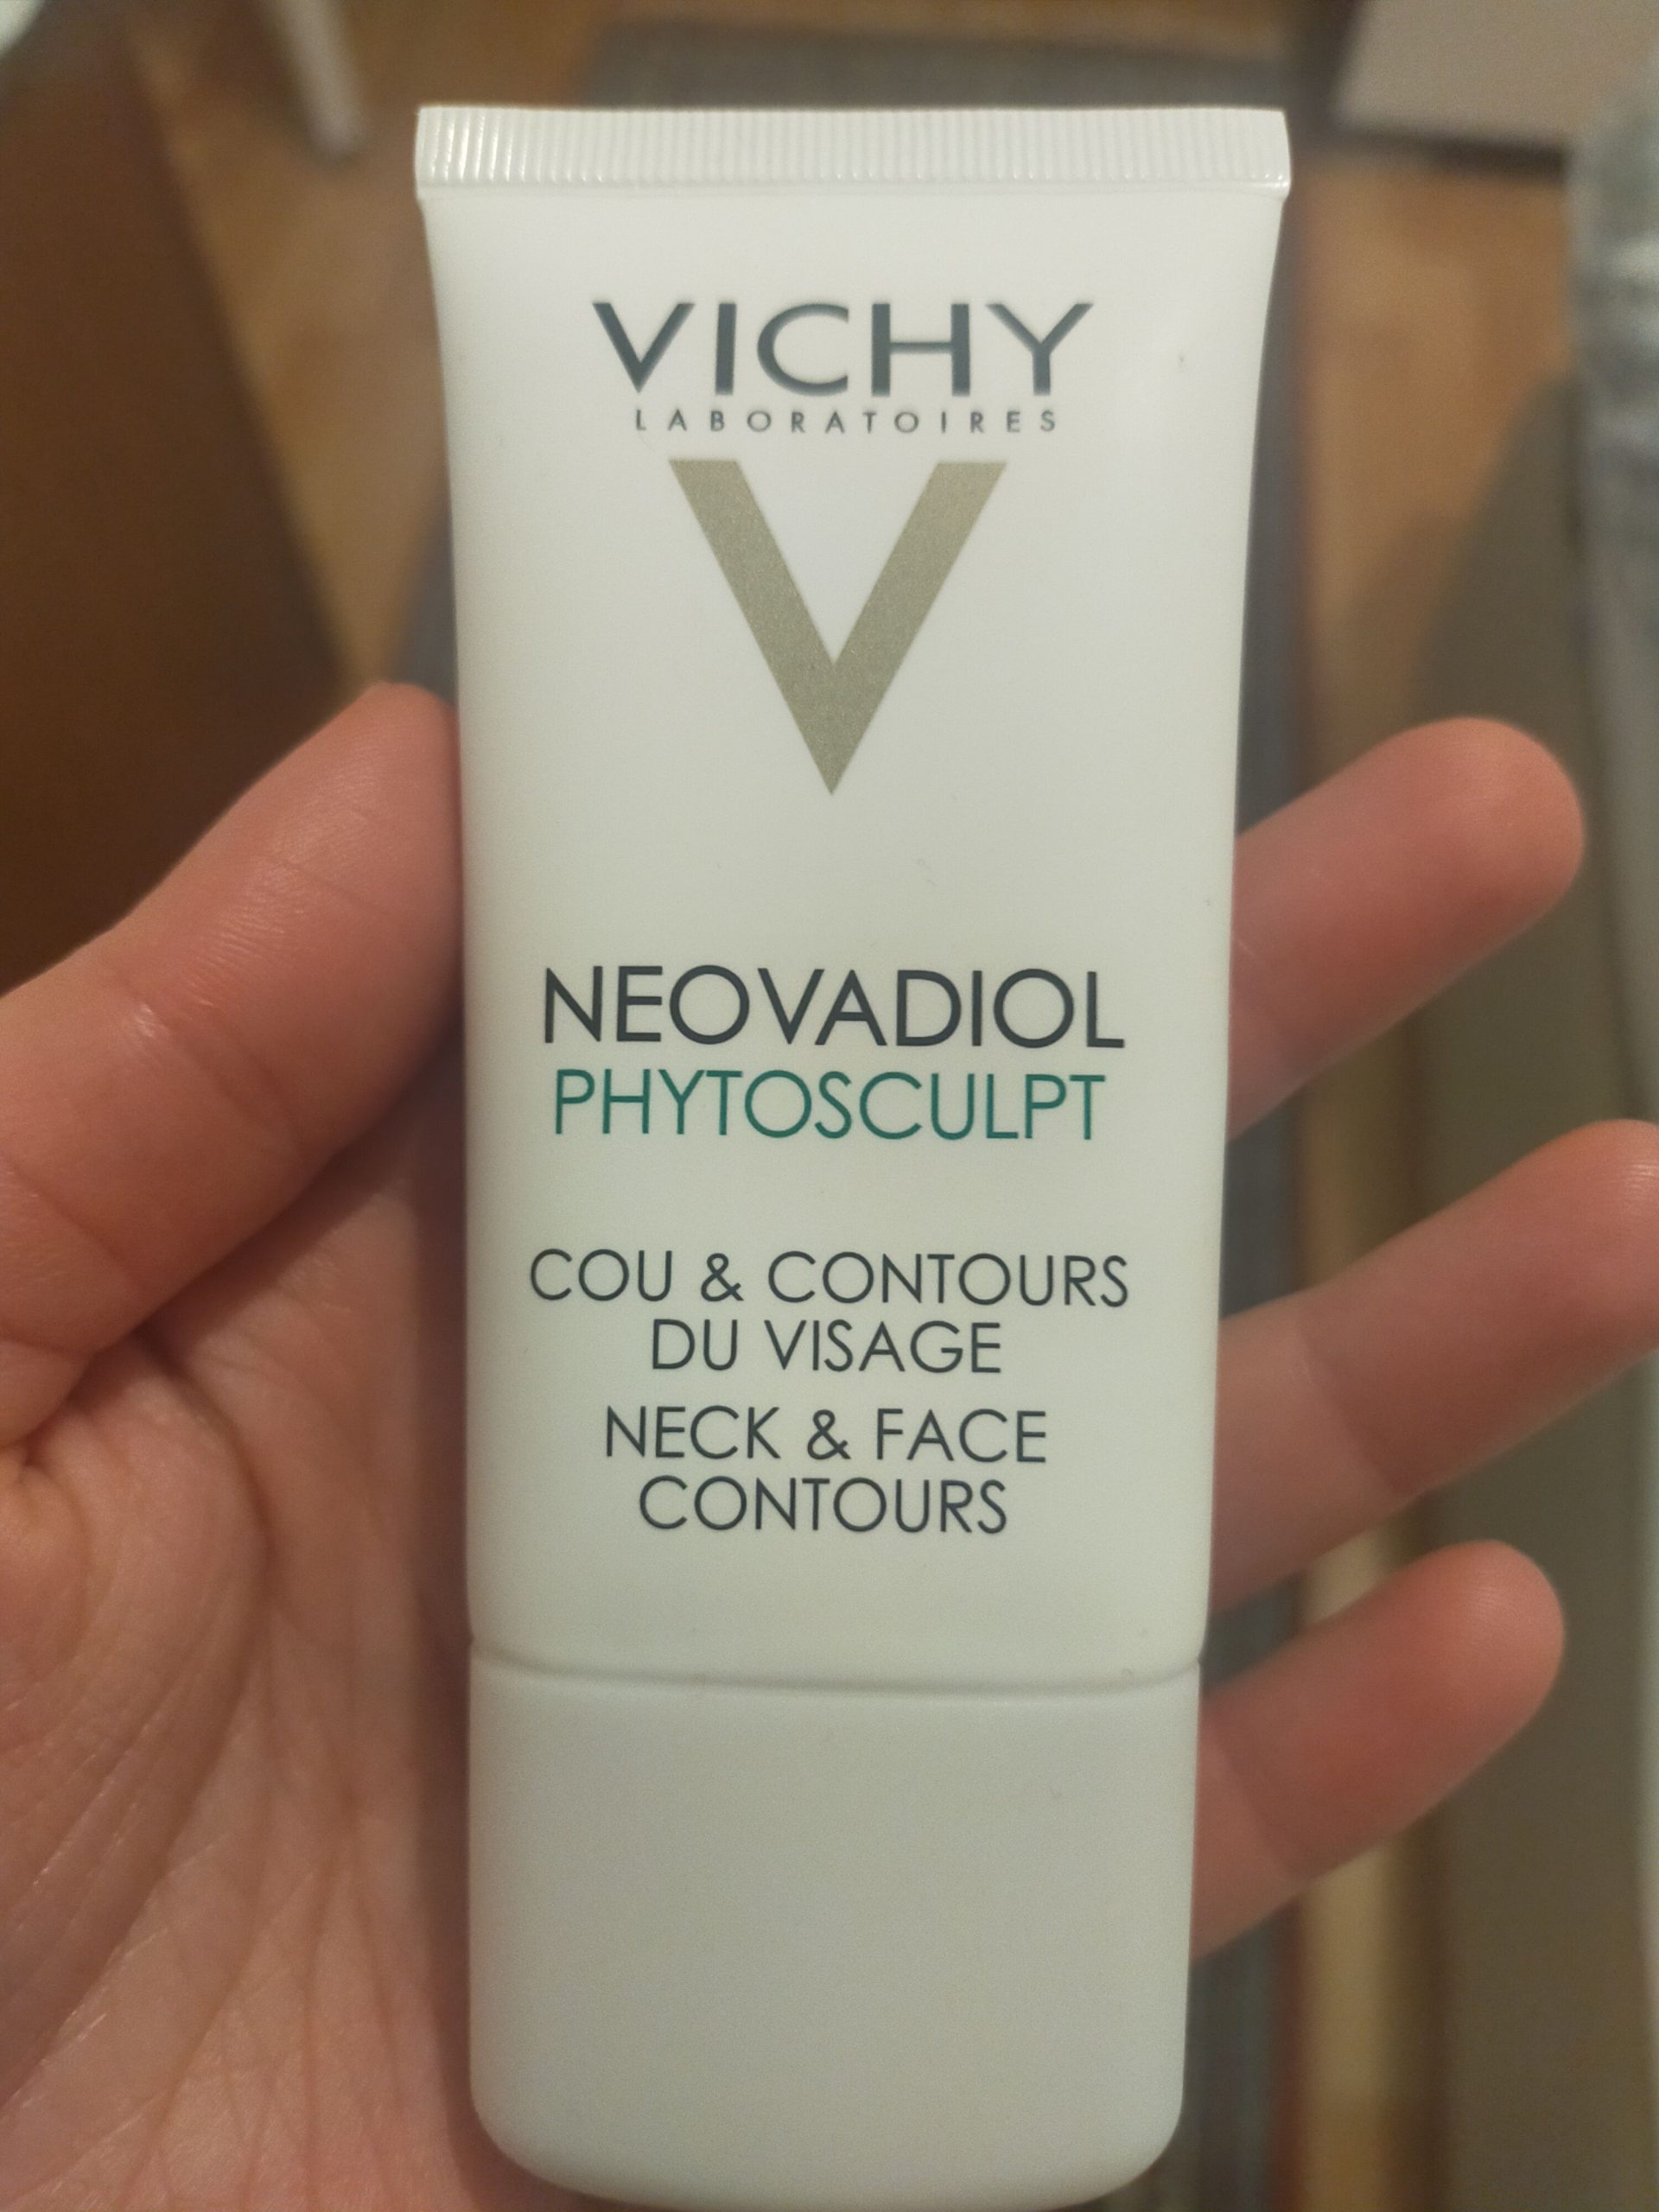 VICHY
LABORATOIRES
V
NEOVADIOL
PHYTOSCULPT
COU & CONTOURS
DU VISAGE
NECK & FACE
CONTOURS